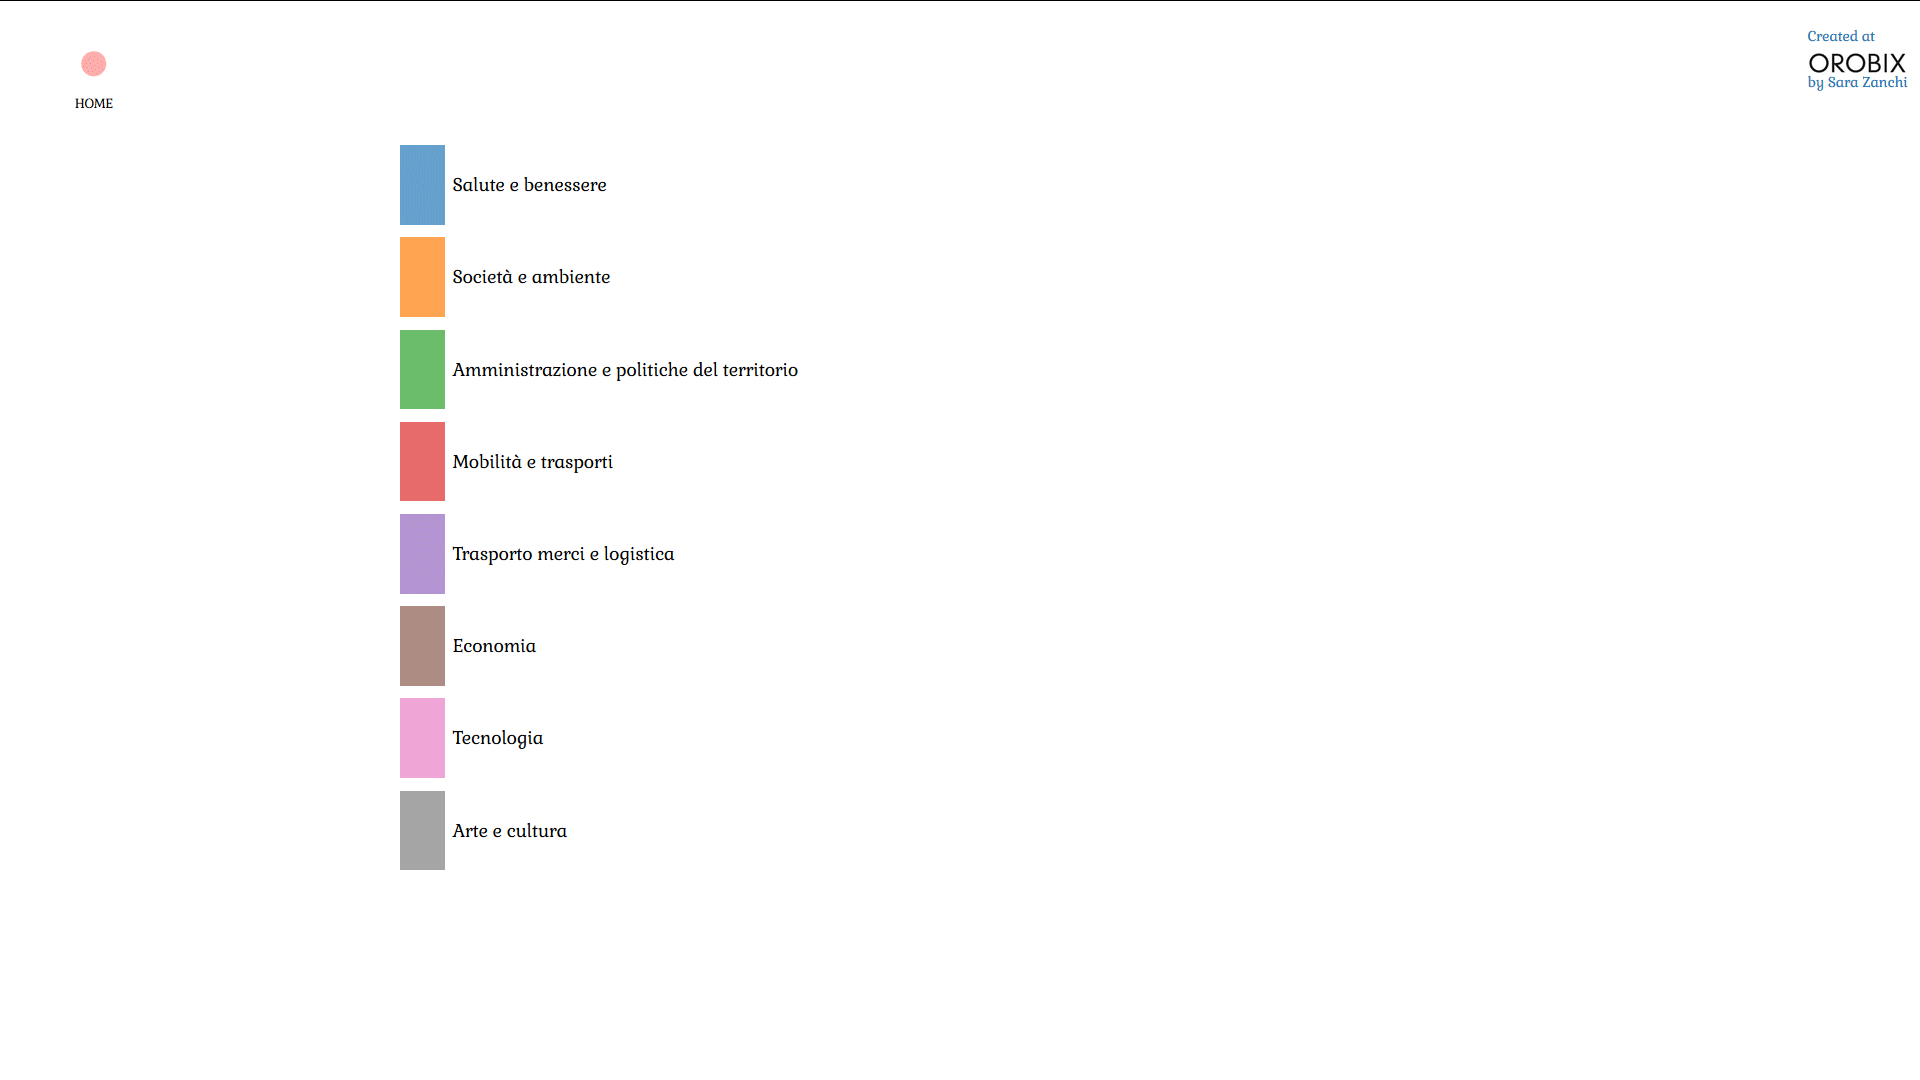 HOME
Created at
OROBIX
by Sara Zanchi
Salute e benessere
Società e ambiente
Amministrazione e politiche del territorio
Mobilità e trasporti
Trasporto merci e logistica
Economia
Tecnologia
Arte e cultura